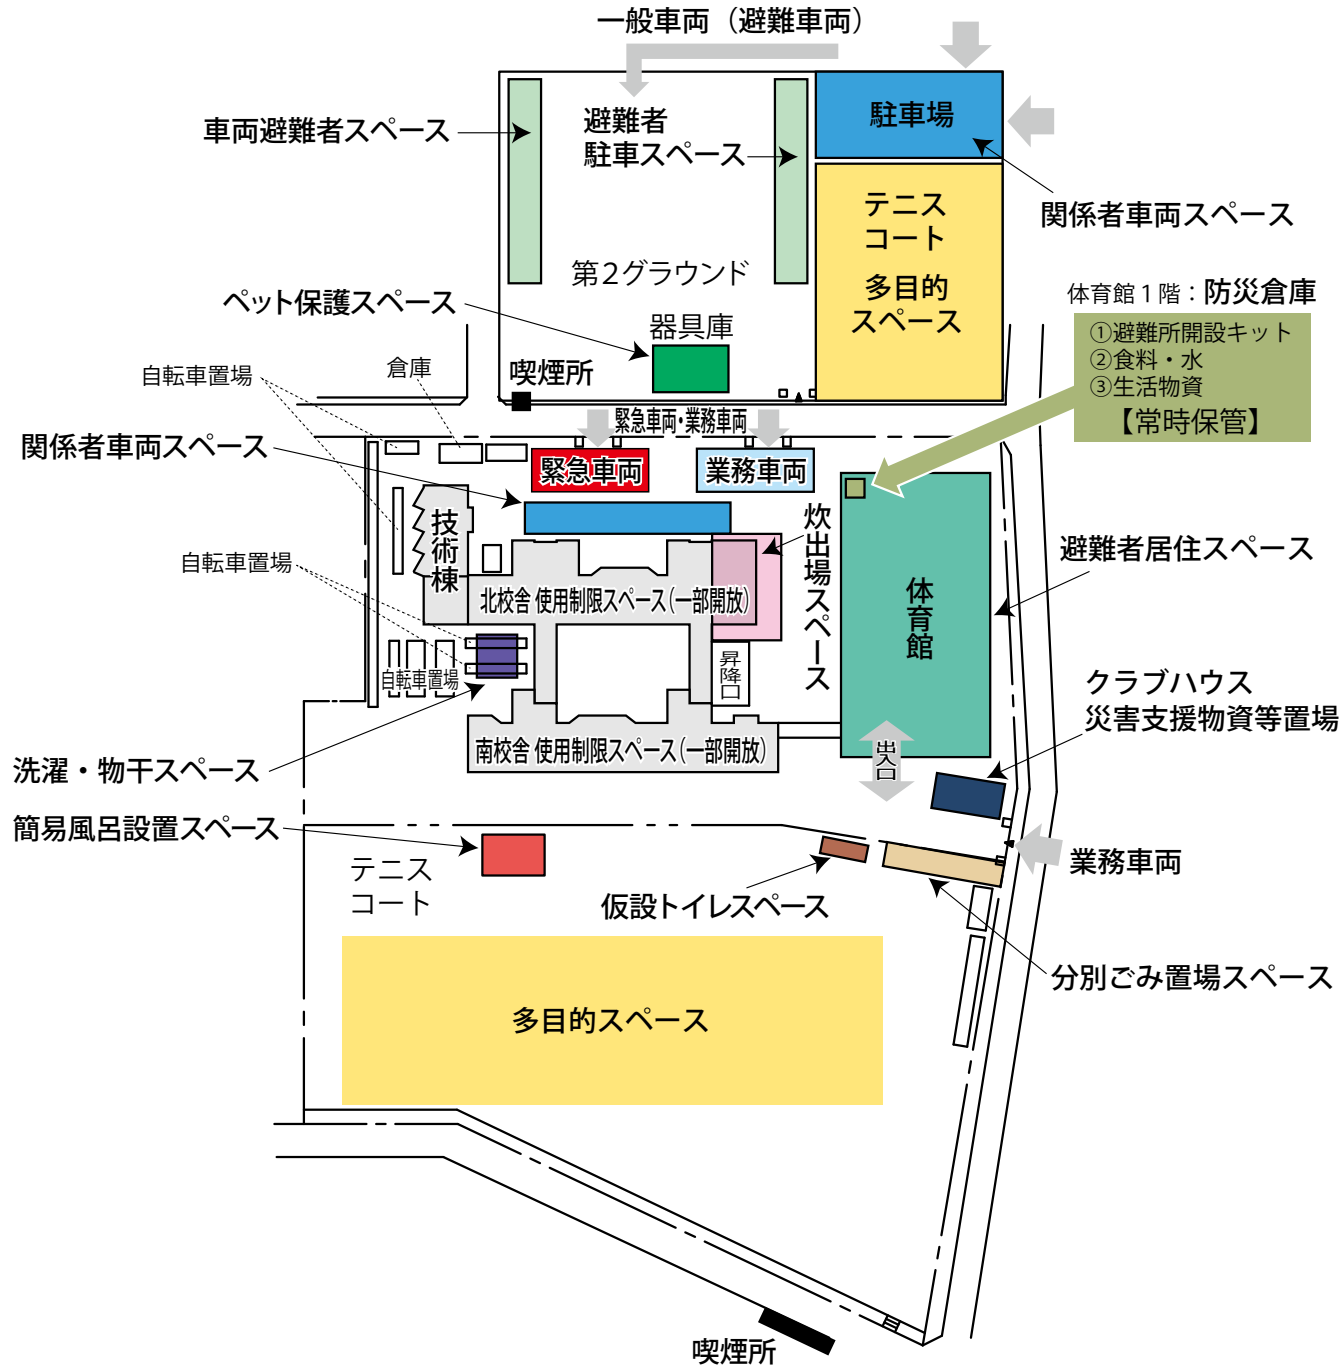 一般車両（避難車両）
車両避難者スペース
避難者
駐車スペース
駐車場
関係者車両スペース
テニス
コート
多目的
スペース
第２グラウンド
ペット保護スペース
器具庫
体育館１階：防災倉庫
①避難所開設キット
②食料・水
③生活物資
【常時保管】
自転車置場
倉庫
喫煙所
緊急車両・業務車両
関係者車両スペース
緊急車両
業務車両
技術棟
炊出場スペース
避難者居住スペース
自転車置場
北校舎 使用制限スペース（一部開放）
体育館
昇降口
自転車置場
クラブハウス
災害支援物資等置場
南校舎 使用制限スペース（一部開放）
出入口
洗濯・物干スペース
簡易風呂設置スペース
テニス
コート
業務車両
仮設トイレスペース
分別ごみ置場スペース
多目的スペース
喫煙所